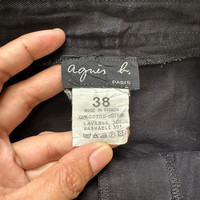 agnès b.
PARIS
38
MADE IN FRANCE
LAVABLE 30°
WASHABLE 30°